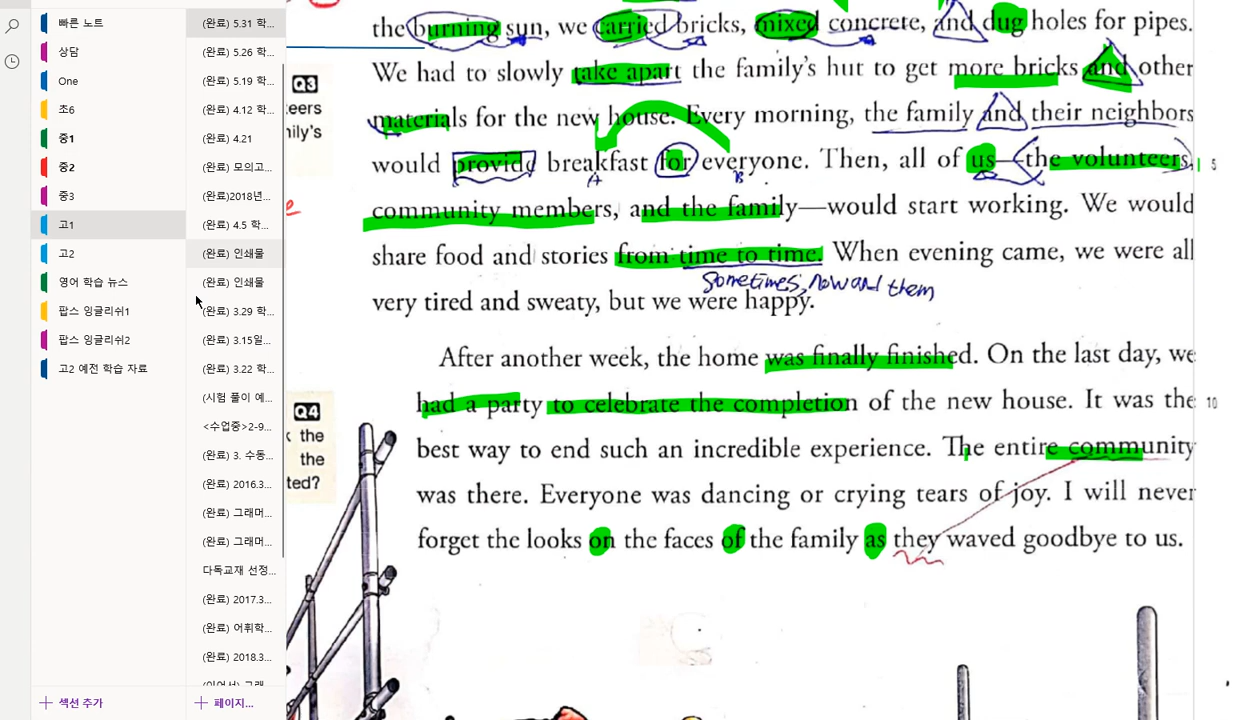 빠른 노트
상담
One
초6
중1
중2
중3
고1
고2
영어 학습 뉴스
팝스 잉글리쉬1
팝스 잉글리쉬2
고2 예전 학습 자료
섹션 추가
(완료) 5.31 학...
(완료) 5.26 학...
(완료) 5.19 학...
(완료) 4.12 학...
(완료) 4.21
(완료) 모의고...
(완료)2018년...
(완료) 4.5 학...
(완료) 인쇄물
(완료) 인쇄물
(완료) 3.29 학...
(완료) 3.15일...
(완료) 3.22 학...
(시험 풀이 예...
<수업중>2-9...
(완료) 3. 수동...
(완료) 2016.3...
(완료) 그래머...
(완료) 그래머...
다독교재 선정...
(완료) 2017.3...
(완료) 어휘학...
(완료) 2018.3...
페이지...
Q3
teers
nily's
Q4
the
the
ted?
the burning sun, we carried bricks, mixed concrete, and dug holes for pipes.
We had to slowly take apart the family's hut to get more bricks and other
materials for the new house. Every morning, the family and their neighbors
would provide breakfast for everyone. Then, all of us—the volunteers, 5
A B
community members, and the family—would start working. We would
share food and stories from time to time. When evening came, we were all
Sometimes, now and them
very tired and sweaty, but we were happy.
After another week, the home was finally finished. On the last day, we
had a party to celebrate the completion of the new house. It was the 10
best way to end such an incredible experience. The entire community
was there. Everyone was dancing or crying tears of joy. I will never
forget the looks on the faces of the family as they waved goodbye to us.